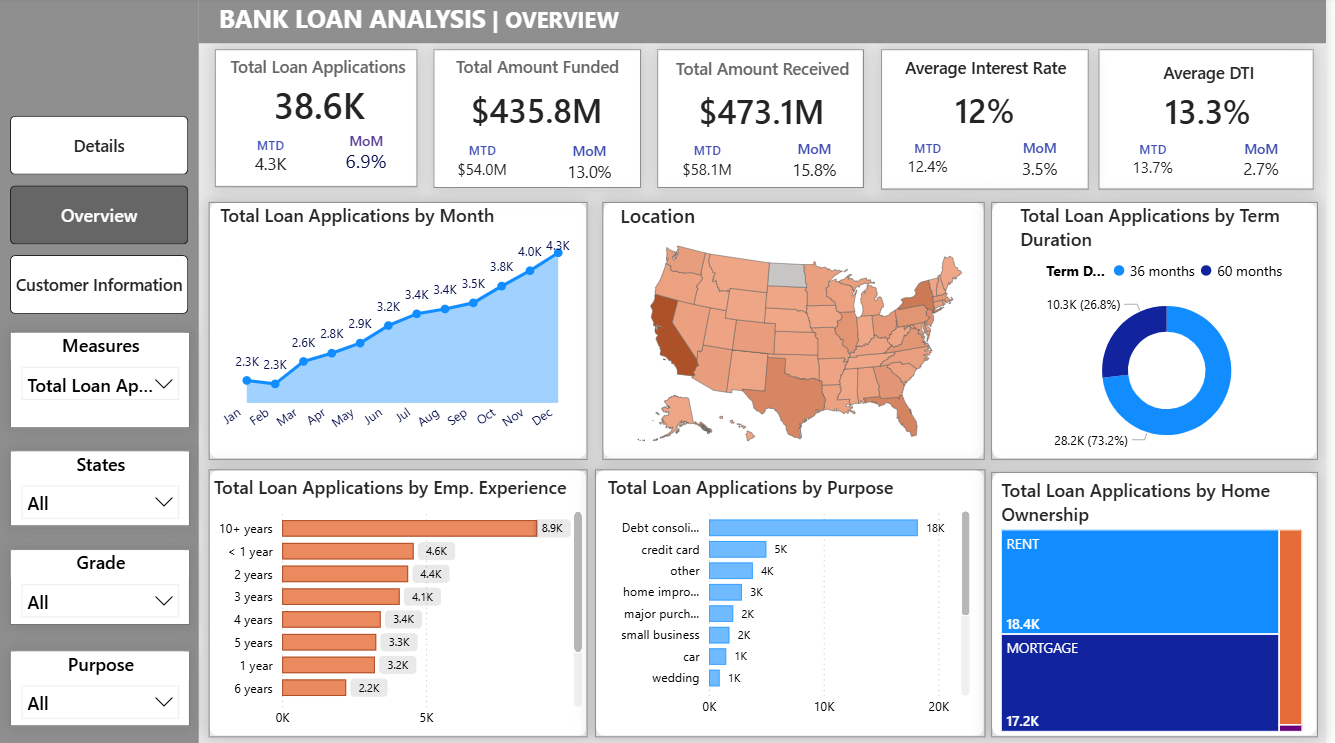 BANK LOAN ANALYSIS | OVERVIEW
Total Loan Applications
38.6K
MTD
MoM
4.3K
6.9%
Total Amount Funded
$435.8M
MTD
MoM
$54.0M
13.0%
Total Amount Received
$473.1M
MTD
MoM
$58.1M
15.8%
Average Interest Rate
12%
MTD
MoM
12.4%
3.5%
Average DTI
13.3%
MTD
MoM
13.7%
2.7%
Details
Overview
Customer Information
Measures
Total Loan Ap...
States
All
Grade
All
Purpose
All
Total Loan Applications by Month
2.3K
2.3K
2.6K
2.8K
2.9K
3.2K
3.4K
3.4K
3.5K
3.8K
4.0K
4.3K
Jan
Feb
Mar
Apr
May
Jun
Jul
Aug
Sep
Oct
Nov
Dec
Location
Total Loan Applications by Term
Duration
Term D...
36 months
60 months
10.3K (26.8%)
28.2K (73.2%)
Total Loan Applications by Emp. Experience
10+ years
8.9K
< 1 year
4.6K
2 years
4.4K
3 years
4.1K
4 years
3.4K
5 years
3.3K
1 year
3.2K
6 years
2.2K
0K
5K
Total Loan Applications by Purpose
Debt consoli...
18K
credit card
5K
other
4K
home impro...
3K
major purch...
2K
small business
2K
car
1K
wedding
1K
0K
10K
20K
Total Loan Applications by Home
Ownership
RENT
18.4K
MORTGAGE
17.2K